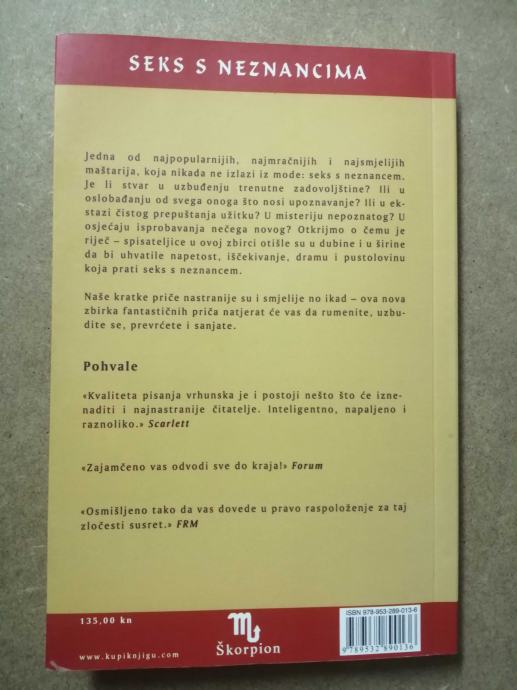 SEKS S NEZNANCIMA
Jedna od najpopularnijih, najmračnijih i najsmjelijih
maštarija, koja nikada ne izlazi iz mode: seks s neznancem.
Je li stvar u uzbuđenju trenutne zadovoljštine? Ili u
oslobađanju od svega onoga što nosi upoznavanje? Ili u ek-
stazi čistog prepuštanja užitku? U misteriju nepoznatog? U
osjećaju isprobavanja nečega novog? Otkrijmo o čemu je
riječ – spisateljice u ovoj zbirci otišle su u dubine i u širine
da bi uhvatile napetost, iščekivanje, dramu i pustolovinu
koja prati seks s neznancem.
Naše kratke priče nastranije su i smjelije no ikad – ova nova
zbirka fantastičnih priča natjerat će vas da rumenite, uzbu-
dite se, prevrćete i sanjate.
Pohvale
«Kvaliteta pisanja vrhunska je i postoji nešto što će izne-
naditi i najnastranije čitatelje. Inteligentno, napaljeno i
raznoliko.» Scarlett
«Zajamčeno vas odvodi sve do kraja!» Forum
«Osmišljeno tako da vas dovede u pravo raspoloženje za taj
zločesti susret.» FRM
135,00 kn
www.kupiknjigu.com
Škorpion
ISBN 978-953-289-013-6
9789532890136